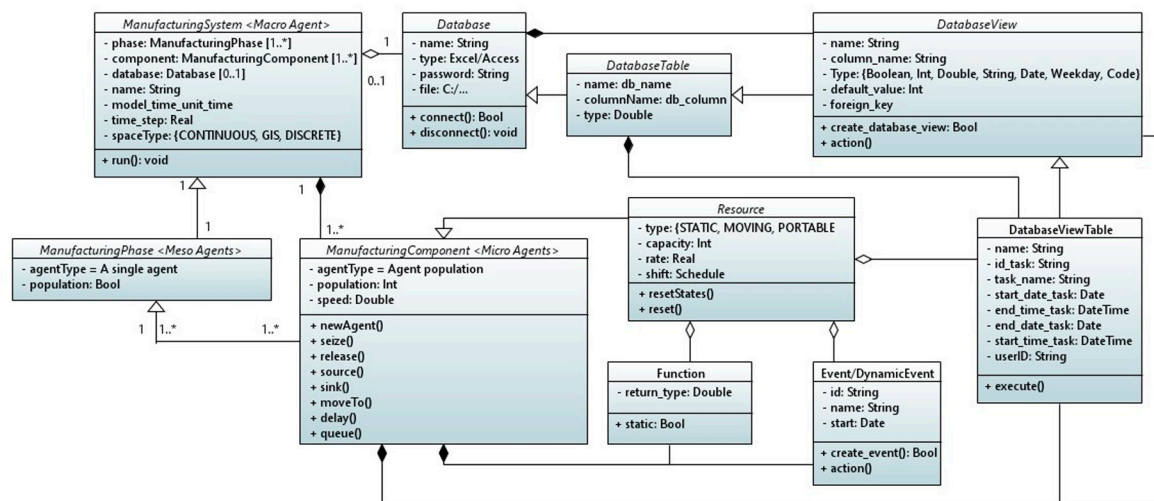 ManufacturingSystem <Macro Agent>
- phase: ManufacturingPhase [1..*]
- component: ManufacturingComponent [1..*]
- database: Database [0..1]
- name: String
- model_time_unit_time
- time_step: Real
- spaceType: {CONTINUOUS, GIS, DISCRETE}
+ run(): void
1
0..1
Database
- name: String
- type: Excel/Access
- password: String
- file: C:/...
+ connect(): Bool
+ disconnect(): void
DatabaseTable
- name: db_name
- columnName: db_column
- type: Double
DatabaseView
- name: String
- column_name: String
- Type: {Boolean, Int, Double, String, Date, Weekday, Code}
- default_value: Int
- foreign_key
+ create_database_view: Bool
+ action()
1
1
1
1..*
ManufacturingPhase <Meso Agents>
- agentType = A single agent
- population: Bool
1
1..*
1..*
ManufacturingComponent <Micro Agents>
- agentType = Agent population
- population: Int
- speed: Double
+ newAgent()
+ seize()
+ release()
+ source()
+ sink()
+ moveTo()
+ delay()
+ queue()
Resource
- type: {STATIC, MOVING, PORTABLE
- capacity: Int
- rate: Real
- shift: Schedule
+ resetStates()
+ reset()
Function
- return_type: Double
+ static: Bool
Event/DynamicEvent
- id: String
- name: String
- start: Date
+ create_event(): Bool
+ action()
DatabaseViewTable
- name: String
- id_task: String
- task_name: String
- start_date_task: Date
- end_time_task: DateTime
- end_date_task: Date
- start_time_task: DateTime
- userID: String
+ execute()